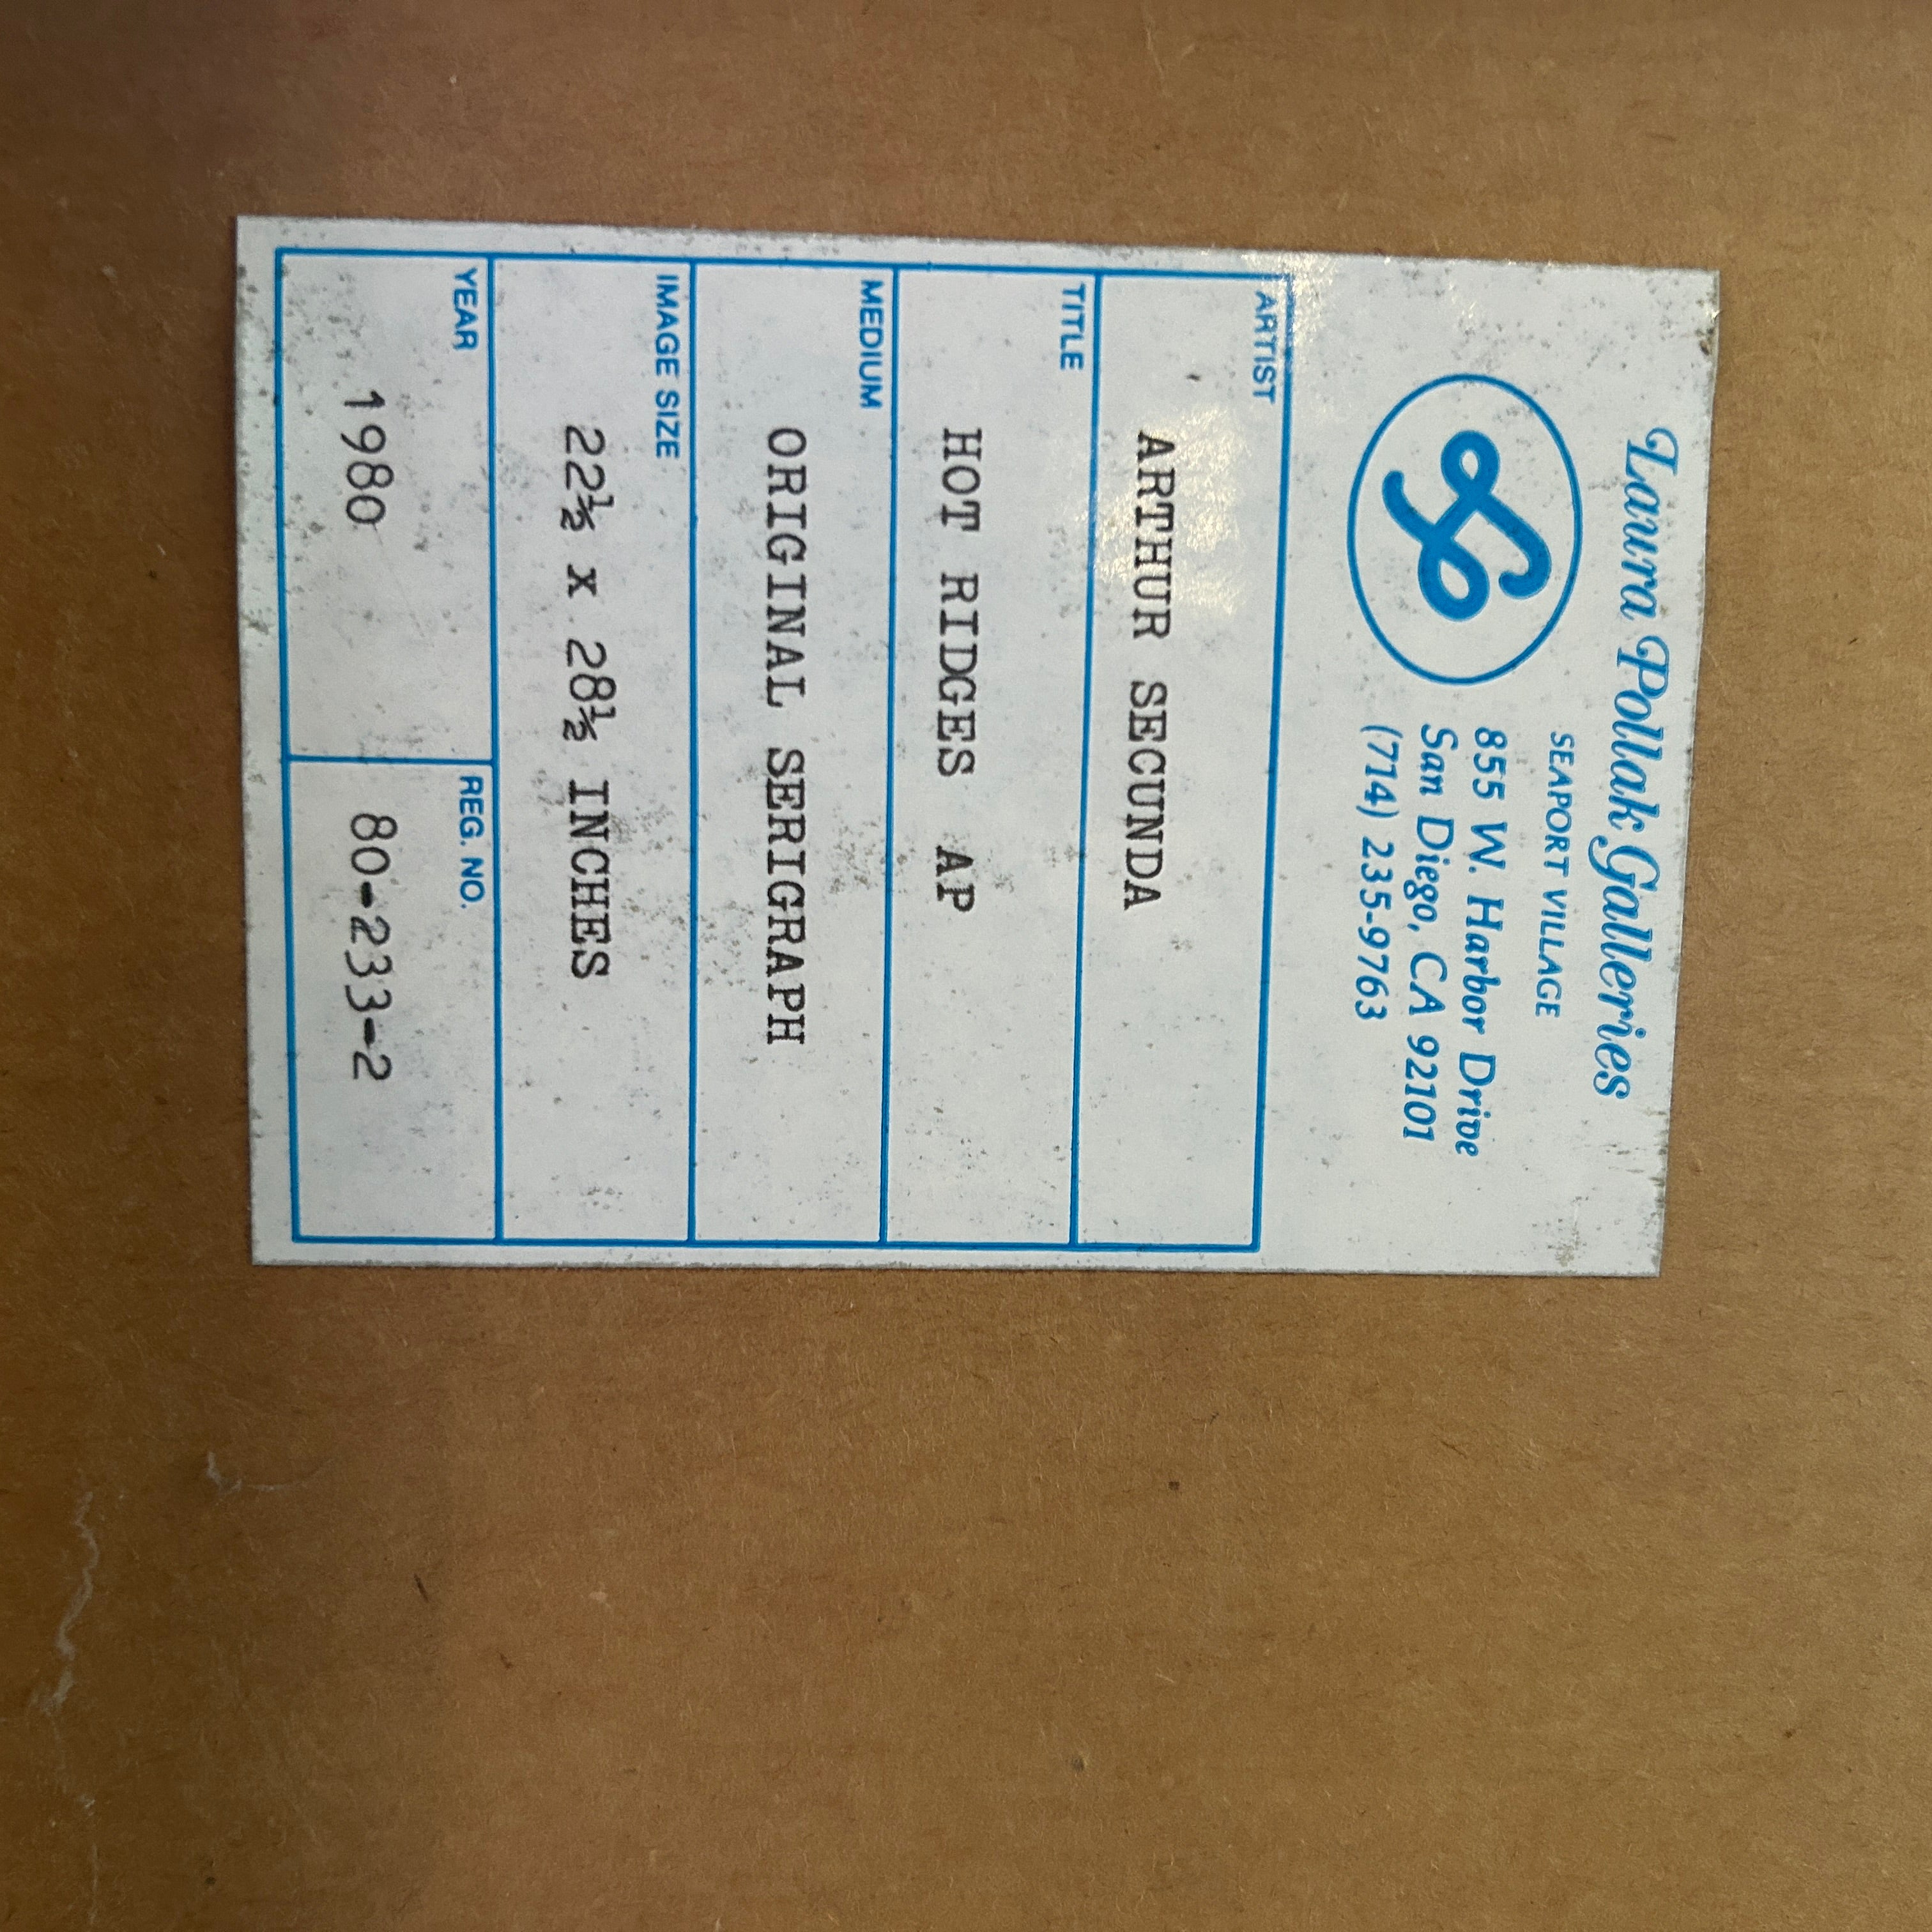 Laura Pollak Galleries
SEAPORT VILLAGE
855 W. Harbor Drive
San Diego, CA 92101
(714) 235-9763
ARTIST
ARTHUR SECUNDA
TITLE
HOT RIDGES AP
MEDIUM
ORIGINAL SERIGRAPH
IMAGE SIZE
22½ x 28½ INCHES
YEAR
1980
REG. NO.
80-233-2